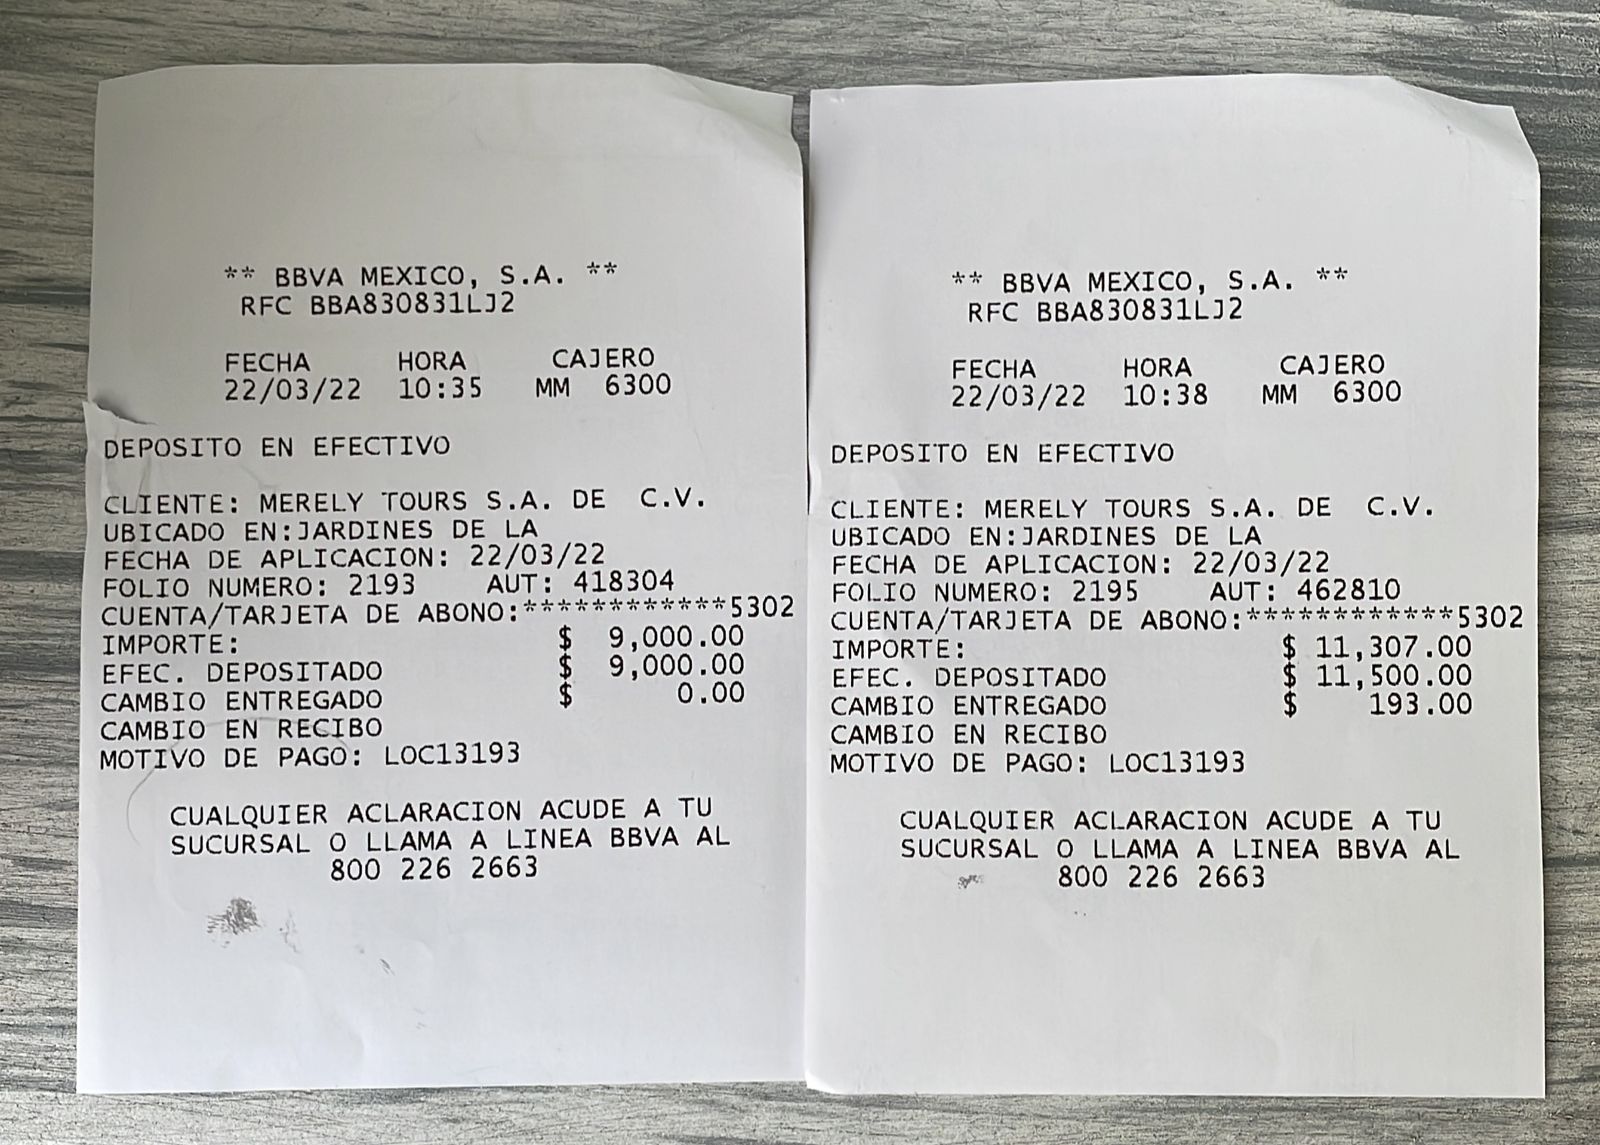 ** BBVA MEXICO, S.A. **
RFC BBA830831LJ2
FECHA HORA CAJERO
22/03/22 10:35 MM 6300
DEPOSITO EN EFECTIVO
CLIENTE: MERELY TOURS S.A. DE C.V.
UBICADO EN:JARDINES DE LA
FECHA DE APLICACION: 22/03/22
FOLIO NUMERO: 2193 AUT: 418304
CUENTA/TARJETA DE ABONO:************5302
IMPORTE: $ 9,000.00
EFEC. DEPOSITADO $ 9,000.00
CAMBIO ENTREGADO $ 0.00
CAMBIO EN RECIBO
MOTIVO DE PAGO: LOC13193
CUALQUIER ACLARACION ACUDE A TU
SUCURSAL O LLAMA A LINEA BBVA AL
800 226 2663
** BBVA MEXICO, S.A. **
RFC BBA830831LJ2
FECHA HORA CAJERO
22/03/22 10:38 MM 6300
DEPOSITO EN EFECTIVO
CLIENTE: MERELY TOURS S.A. DE C.V.
UBICADO EN:JARDINES DE LA
FECHA DE APLICACION: 22/03/22
FOLIO NUMERO: 2195 AUT: 462810
CUENTA/TARJETA DE ABONO:************5302
IMPORTE: $ 11,307.00
EFEC. DEPOSITADO $ 11,500.00
CAMBIO ENTREGADO $ 193.00
CAMBIO EN RECIBO
MOTIVO DE PAGO: LOC13193
CUALQUIER ACLARACION ACUDE A TU
SUCURSAL O LLAMA A LINEA BBVA AL
800 226 2663